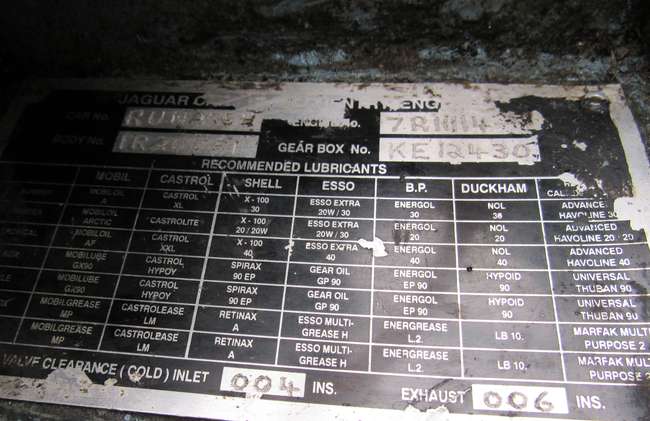 JAGUAR ENG
CAR No. No. 7R1114
BODY No. GEAR BOX No. KE12430
RECOMMENDED LUBRICANTS
MOBIL CASTROL SHELL ESSO B.P. DUCKHAM
MOBILOIL A CASTROL XL X - 100 30 ESSO EXTRA 20W / 30 ENERGOL 30 NOL 30 ADVANCED HAVOLINE 30
MOBILOIL ARCTIC CASTROLITE X - 100 20 / 20W ESSO EXTRA 20W / 30 ENERGOL 20 NOL 20 ADVANCED HAVOLINE 20 - 20
MOBILOIL AF CASTROL XXL X - 100 40 ESSO EXTRA 40 ENERGOL 40 NOL 40 ADVANCED HAVOLINE 40
MOBILUBE GX90 CASTROL HYPOY SPIRAX 90 EP GEAR OIL GP 90 ENERGOL EP 90 HYPOID 90 UNIVERSAL THUBAN 90
MOBILUBE GX90 CASTROL HYPOY SPIRAX 90 EP GEAR OIL GP 90 ENERGOL EP 90 HYPOID 90 UNIVERSAL THUBAN 90
MOBILGREASE MP CASTROLEASE LM RETINAX A ESSO MULTI- GREASE H ENERGREASE L.2. LB 10. MARFAK MULTI PURPOSE 2
MOBILGREASE MP CASTROLEASE LM RETINAX A ESSO MULTI- GREASE H ENERGREASE L.2. LB 10. MARFAK MULTI PURPOSE 2
VALVE CLEARANCE ( COLD ) INLET 004 INS. EXHAUST 006 INS.